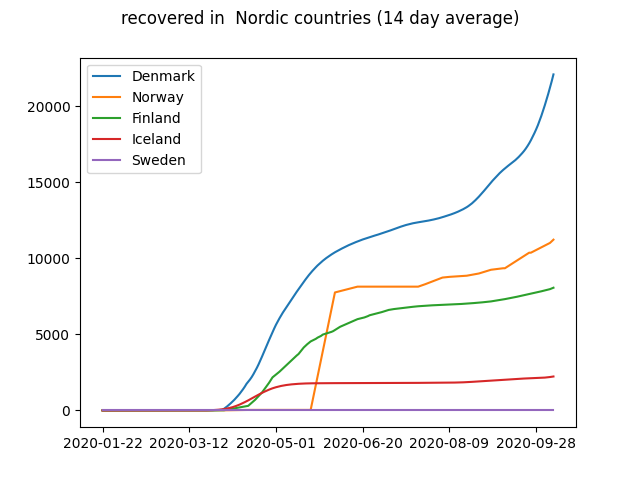 recovered in  Nordic countries (14 day average)
Denmark
Norway
Finland
Iceland
Sweden
20000
15000
10000
5000
0
2020-01-22 2020-03-12 2020-05-01 2020-06-20 2020-08-09 2020-09-28